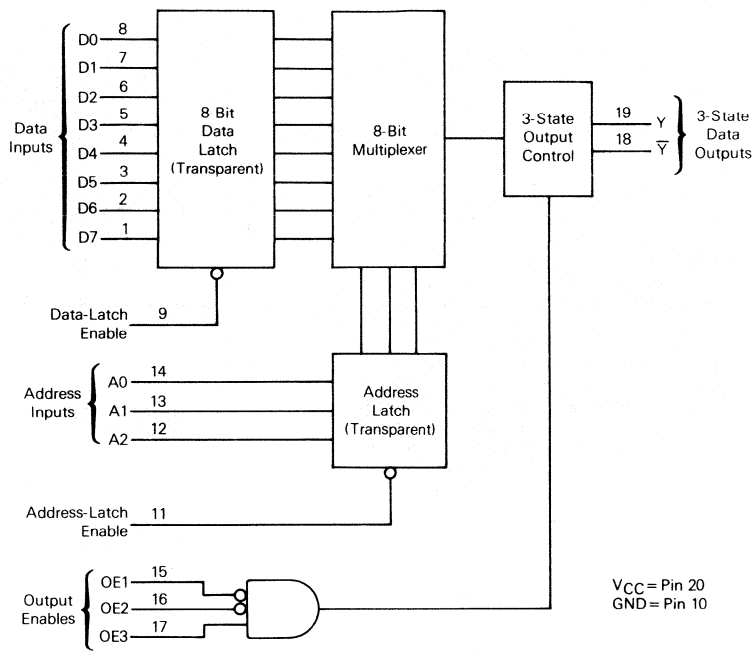 Data
Inputs
D0 8
D1 7
D2 6
D3 5
D4 4
D5 3
D6 2
D7 1
8-Bit
Data
Latch
(Transparent)
8-Bit
Multiplexer
3-State
Output
Control
19 Y
18 Y̅
3-State
Data
Outputs
Data-Latch
Enable
9
Address
Inputs
A0 14
A1 13
A2 12
Address
Latch
(Transparent)
Address-Latch
Enable
11
Output
Enables
OE1 15
OE2 16
OE3 17
VCC = Pin 20
GND = Pin 10